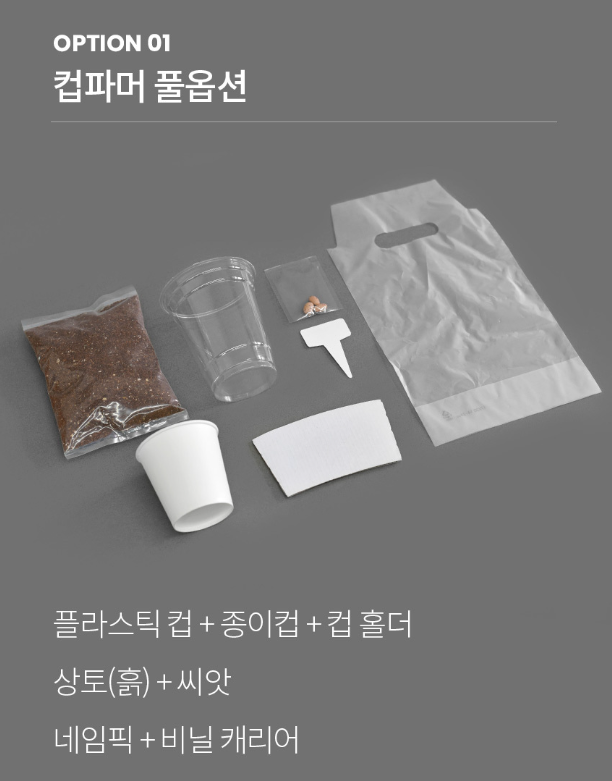 OPTION 01
컵파머 풀옵션
플라스틱 컵 + 종이컵 + 컵 홀더
상토(흙) + 씨앗
네임픽 + 비닐 캐리어